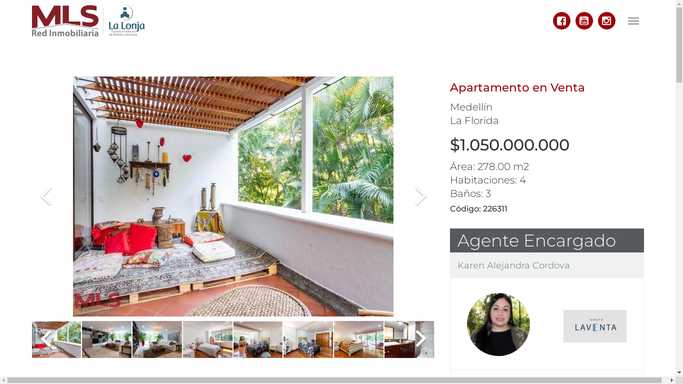 MLS
Red Inmobiliaria
La Lonja
Apartamento en Venta
Medellín
La Florida
$1.050.000.000
Área: 278.00 m2
Habitaciones: 4
Baños: 3
Código: 226311
Agente Encargado
Karen Alejandra Cordova
MLS
LAVENTA